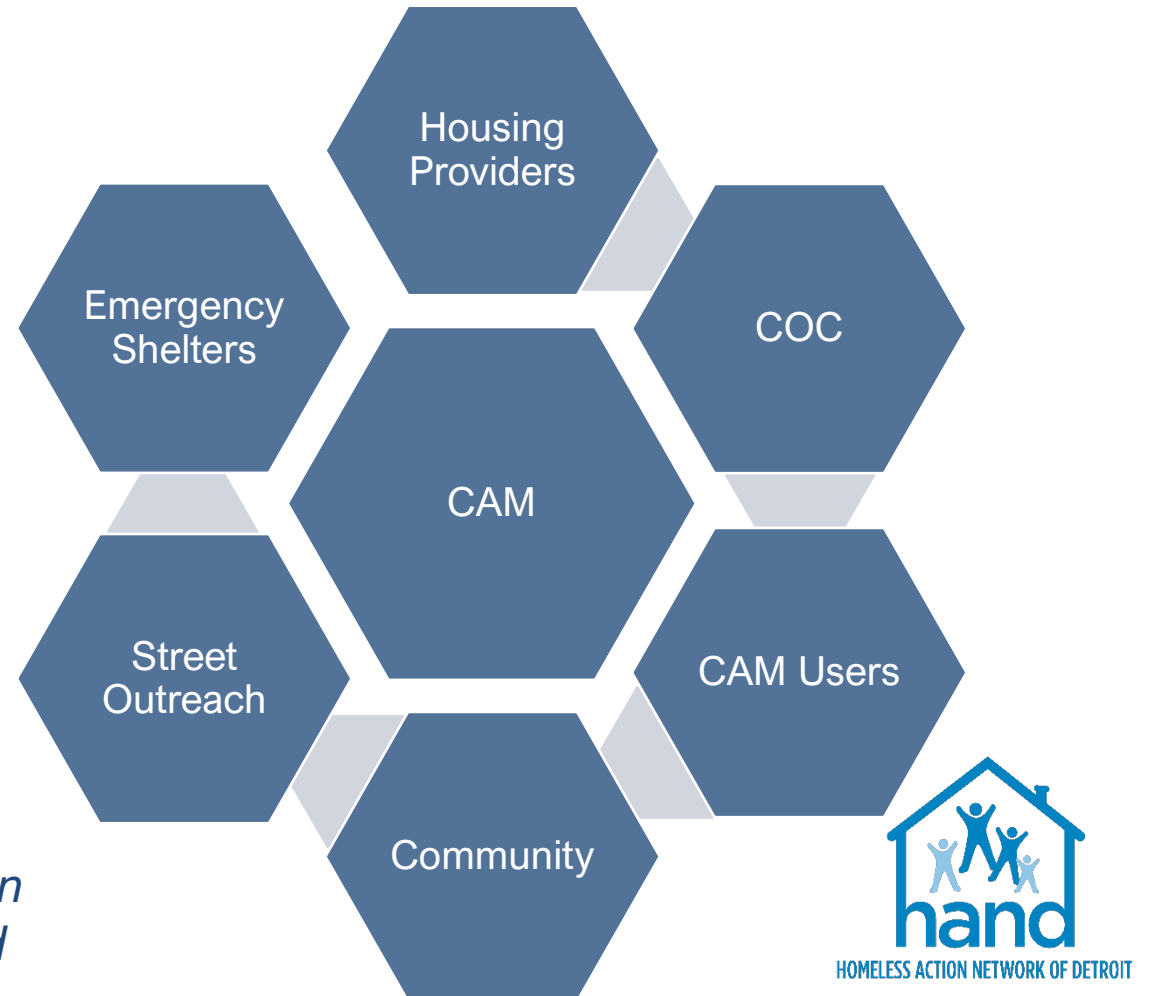 Housing
Providers
Emergency
Shelters
COC
CAM
Street
Outreach
CAM Users
Community
hand
HOMELESS ACTION NETWORK OF DETROIT